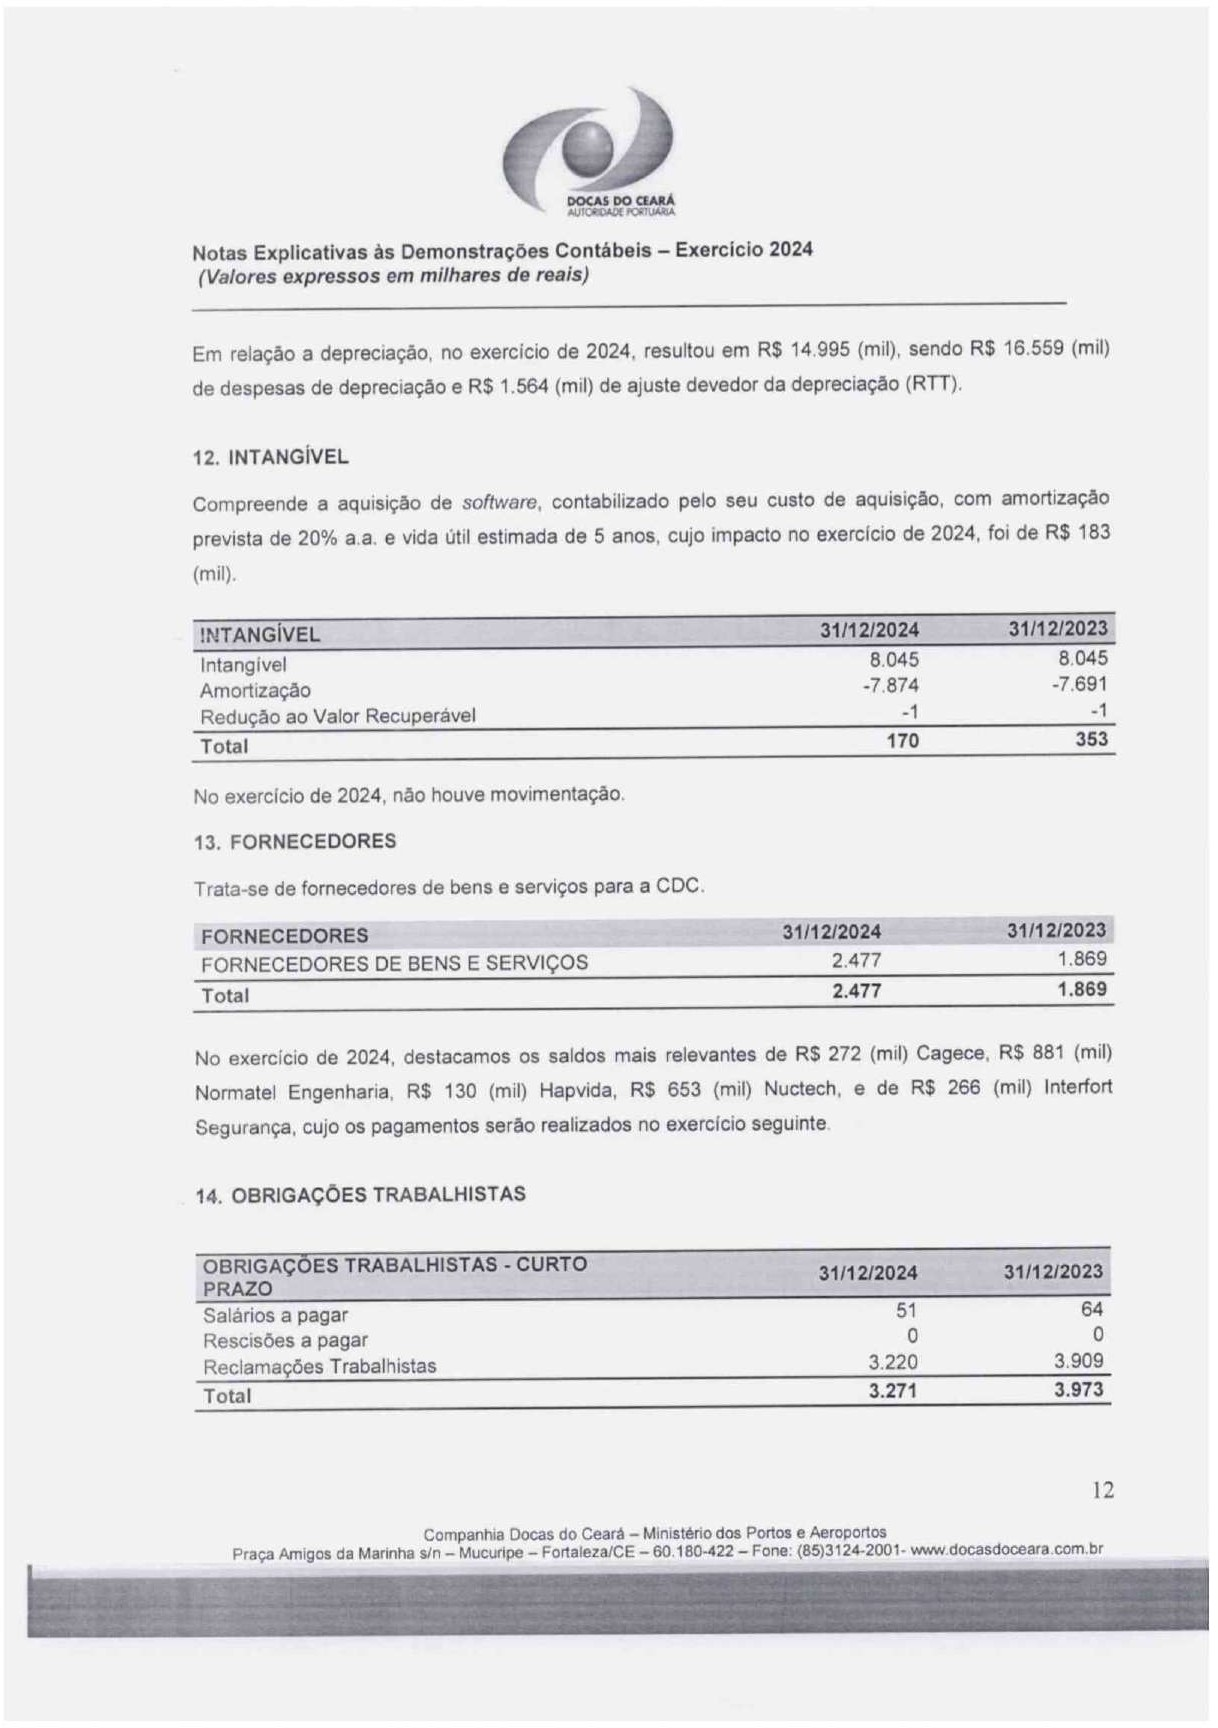 DOCAS DO CEARÁ
AUTORIDADE PORTUÁRIA
Notas Explicativas às Demonstrações Contábeis – Exercício 2024
(Valores expressos em milhares de reais)
Em relação a depreciação, no exercício de 2024, resultou em R$ 14.995 (mil), sendo R$ 16.559 (mil)
de despesas de depreciação e R$ 1.564 (mil) de ajuste devedor da depreciação (RTT).
12. INTANGÍVEL
Compreende a aquisição de software, contabilizado pelo seu custo de aquisição, com amortização
prevista de 20% a.a. e vida útil estimada de 5 anos, cujo impacto no exercício de 2024, foi de R$ 183
(mil).
INTANGÍVEL 31/12/2024 31/12/2023
Intangível 8.045 8.045
Amortização -7.874 -7.691
Redução ao Valor Recuperável -1 -1
Total 170 353
No exercício de 2024, não houve movimentação.
13. FORNECEDORES
Trata-se de fornecedores de bens e serviços para a CDC.
FORNECEDORES 31/12/2024 31/12/2023
FORNECEDORES DE BENS E SERVIÇOS 2.477 1.869
Total 2.477 1.869
No exercício de 2024, destacamos os saldos mais relevantes de R$ 272 (mil) Cagece, R$ 881 (mil)
Normatel Engenharia, R$ 130 (mil) Hapvida, R$ 653 (mil) Nuctech, e de R$ 266 (mil) Interfort
Segurança, cujo os pagamentos serão realizados no exercício seguinte.
14. OBRIGAÇÕES TRABALHISTAS
OBRIGAÇÕES TRABALHISTAS - CURTO
PRAZO 31/12/2024 31/12/2023
Salários a pagar 51 64
Rescisões a pagar 0 0
Reclamações Trabalhistas 3.220 3.909
Total 3.271 3.973
12
Companhia Docas do Ceará – Ministério dos Portos e Aeroportos
Praça Amigos da Marinha s/n – Mucuripe – Fortaleza/CE – 60.180-422 – Fone: (85)3124-2001- www.docasdoceara.com.br